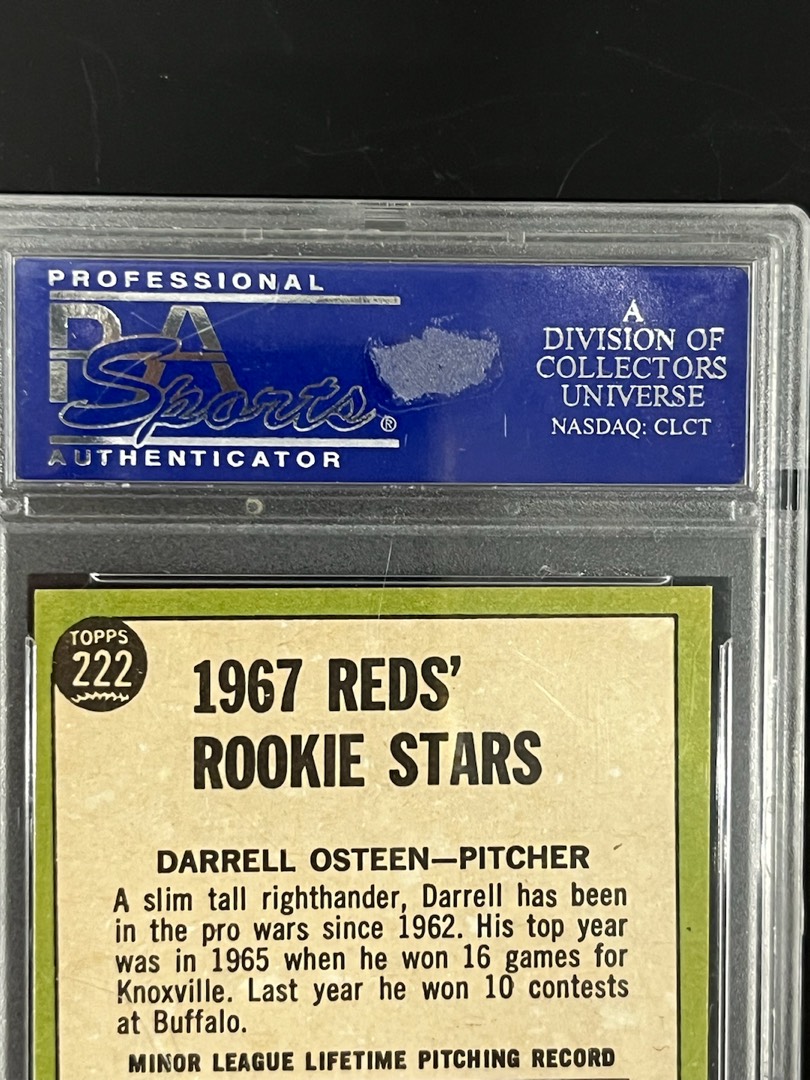 PROFESSIONAL
PSA
Sports®
AUTHENTICATOR
A
DIVISION OF
COLLECTORS
UNIVERSE
NASDAQ: CLCT
TOPPS
222
1967 REDS'
ROOKIE STARS
DARRELL OSTEEN—PITCHER
A slim tall righthander, Darrell has been
in the pro wars since 1962. His top year
was in 1965 when he won 16 games for
Knoxville. Last year he won 10 contests
at Buffalo.
MINOR LEAGUE LIFETIME PITCHING RECORD